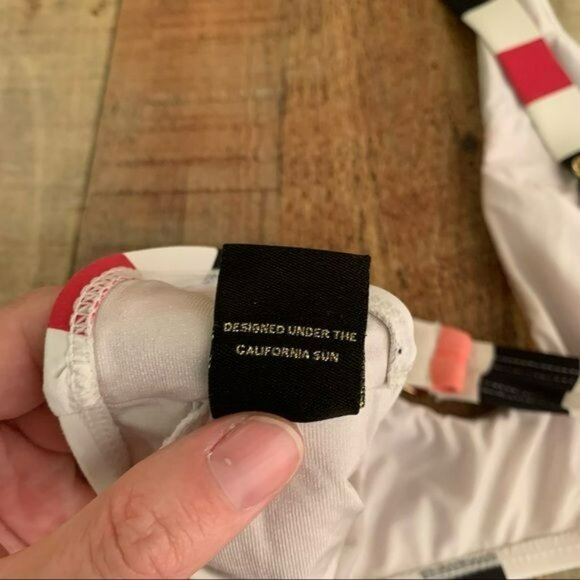 DESIGNED UNDER THE
CALIFORNIA SUN